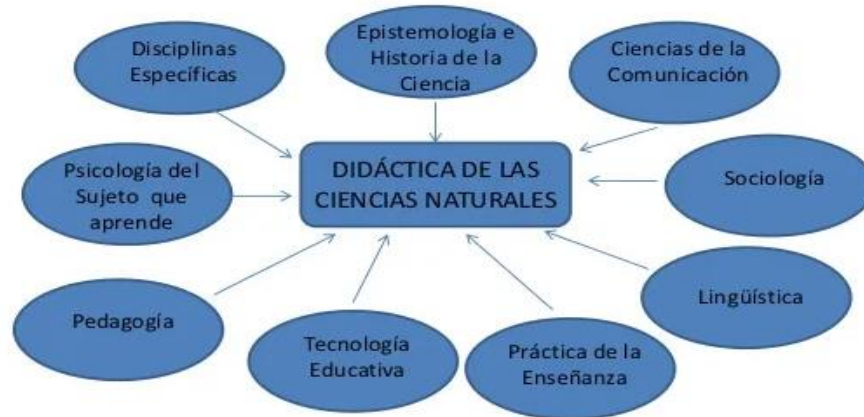 Disciplinas
Específicas
Epistemología e
Historia de la
Ciencia
Ciencias de la
Comunicación
DIDÁCTICA DE LAS
CIENCIAS NATURALES
Psicología del
Sujeto que
aprende
Sociología
Pedagogía
Lingüística
Tecnología
Educativa
Práctica de la
Enseñanza